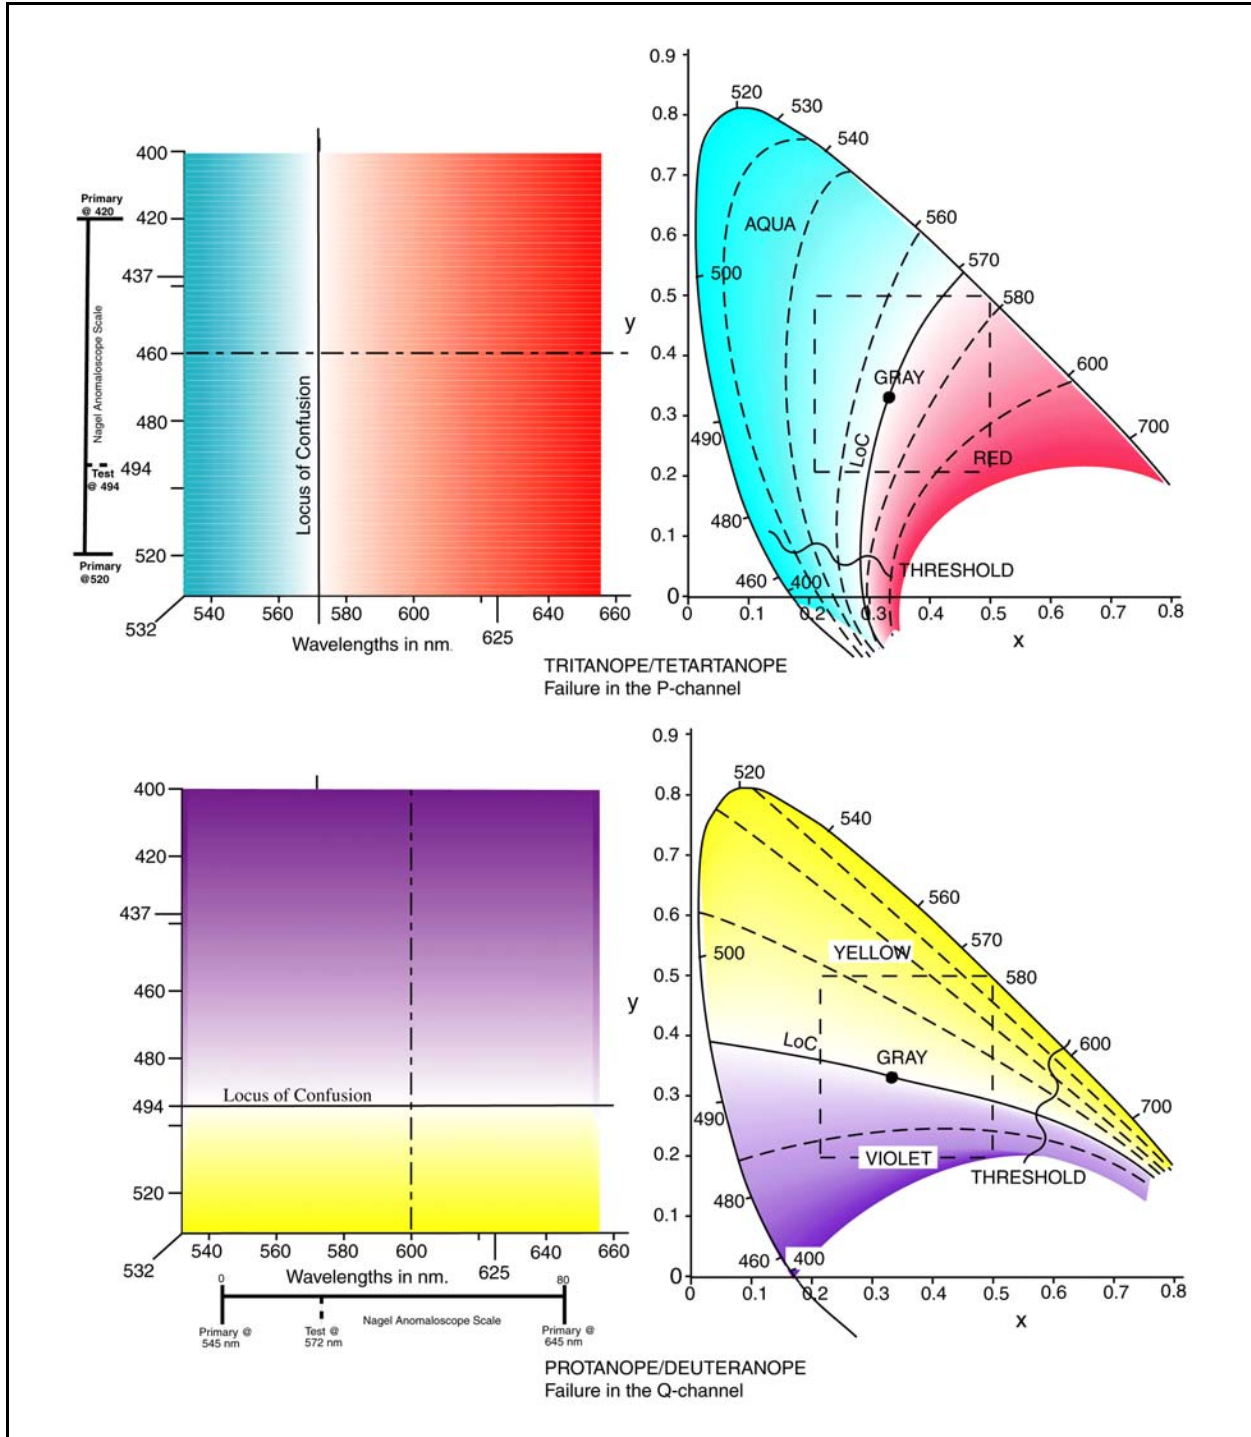 400
Primary
@ 420
420
437
460
480
494
520
Nagel Anomaloscope Scale
Test
@ 494
Primary
@520
Locus of Confusion
532
540
560
580
600
625
640
660
Wavelengths in nm.
0.9
0.8
0.7
0.6
0.5
0.4
0.3
0.2
0.1
0
y
520
530
540
560
570
580
600
700
500
490
480
460
400
AQUA
GRAY
LoC
RED
THRESHOLD
0.1
0.2
0.3
0.4
0.5
0.6
0.7
0.8
x
TRITANOPE/TETARTANOPE
Failure in the P-channel
400
420
437
460
480
494
520
Locus of Confusion
532
540
560
580
600
625
640
660
Wavelengths in nm.
0
80
Nagel Anomaloscope Scale
Primary @
545 nm
Test @
572 nm
Primary @
645 nm
0.9
0.8
0.7
0.6
0.5
0.4
0.3
0.2
0.1
0
y
520
540
560
570
580
600
700
500
490
480
460
400
YELLOW
LoC
GRAY
VIOLET
THRESHOLD
0
0.1
0.2
0.3
0.4
0.5
0.6
0.7
0.8
x
PROTANOPE/DEUTERANOPE
Failure in the Q-channel